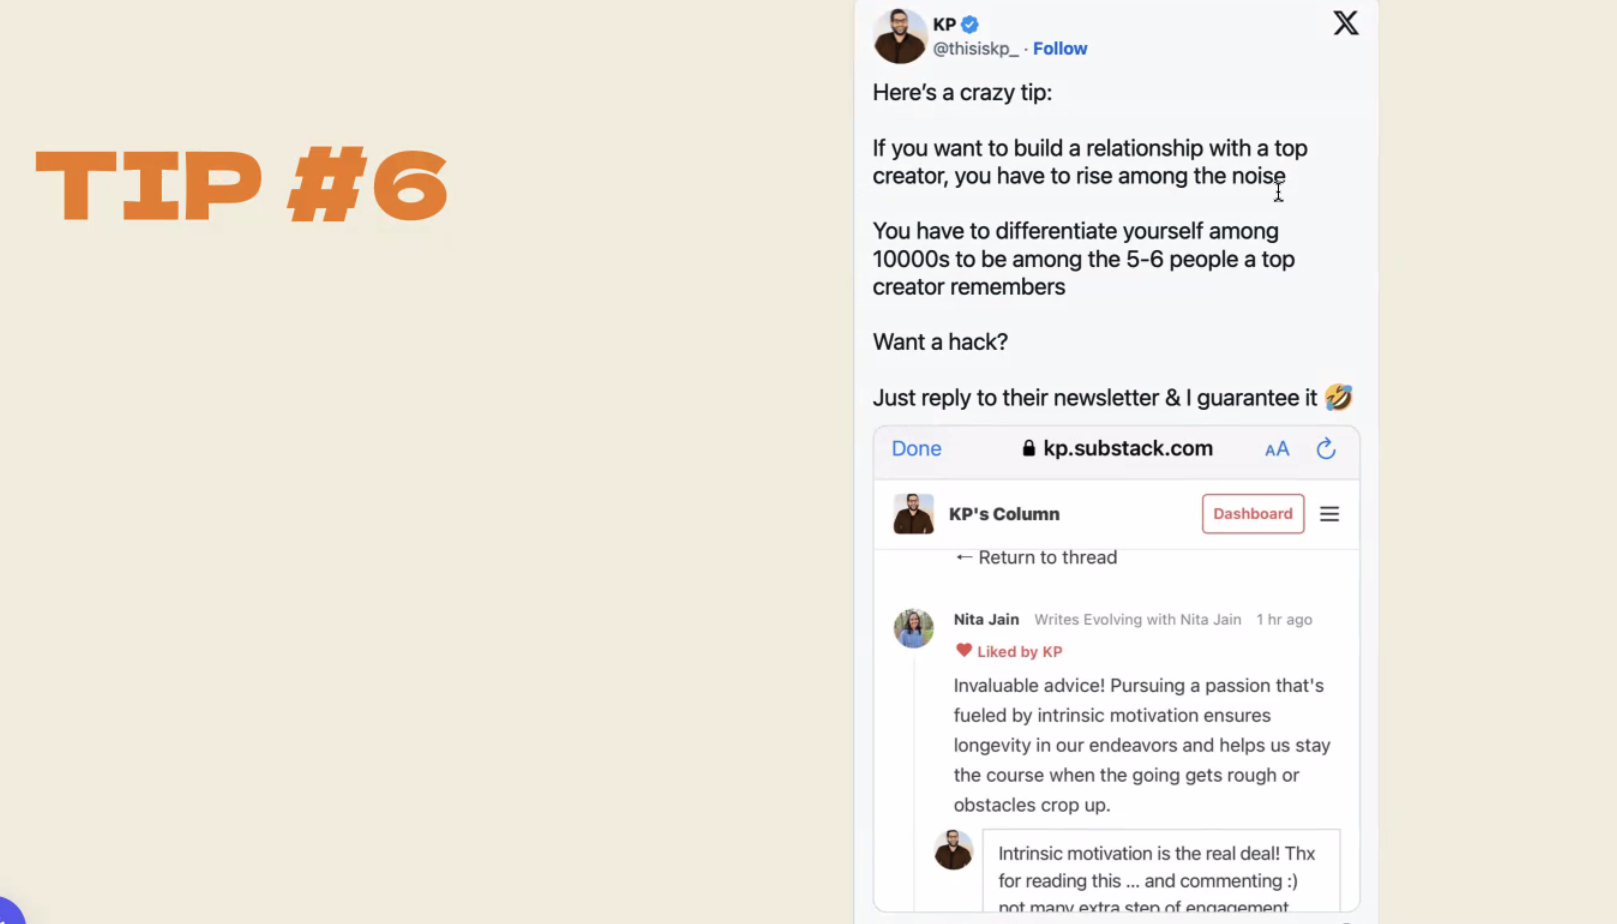 TIP #6
KP
@thisiskp_ · Follow
Here's a crazy tip:
If you want to build a relationship with a top
creator, you have to rise among the noise
You have to differentiate yourself among
10000s to be among the 5-6 people a top
creator remembers
Want a hack?
Just reply to their newsletter & I guarantee it 🤣
Done
kp.substack.com
AA
KP's Column
Dashboard
← Return to thread
Nita Jain Writes Evolving with Nita Jain 1 hr ago
Liked by KP
Invaluable advice! Pursuing a passion that's
fueled by intrinsic motivation ensures
longevity in our endeavors and helps us stay
the course when the going gets rough or
obstacles crop up.
Intrinsic motivation is the real deal! Thx
for reading this ... and commenting :)
not many extra step of engagement